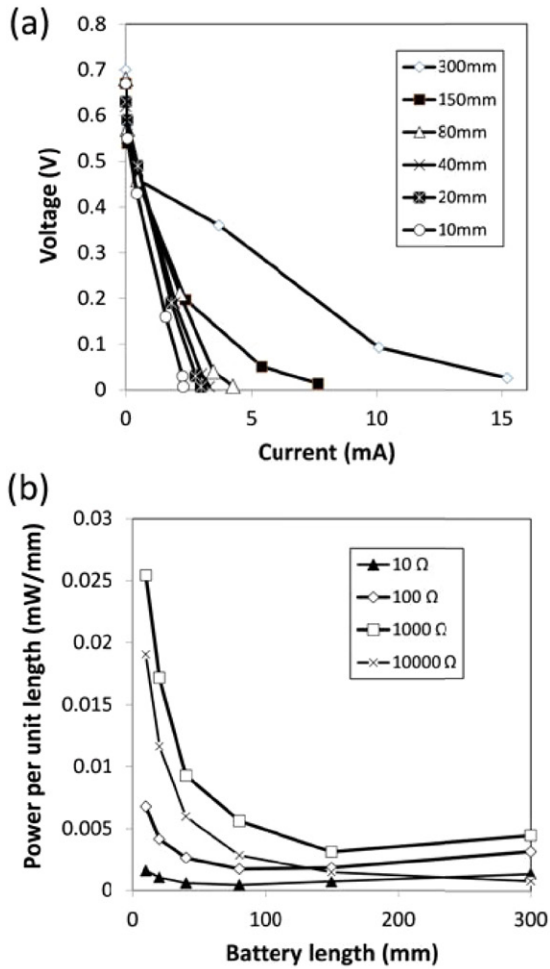 (a)
0.8
0.7
0.6
0.5
0.4
0.3
0.2
0.1
0
Voltage (V)
300mm
150mm
80mm
40mm
20mm
10mm
0 5 10 15
Current (mA)
(b)
0.03
0.025
0.02
0.015
0.01
0.005
0
Power per unit length (mW/mm)
10 Ω
100 Ω
1000 Ω
10000 Ω
0 100 200 300
Battery length (mm)